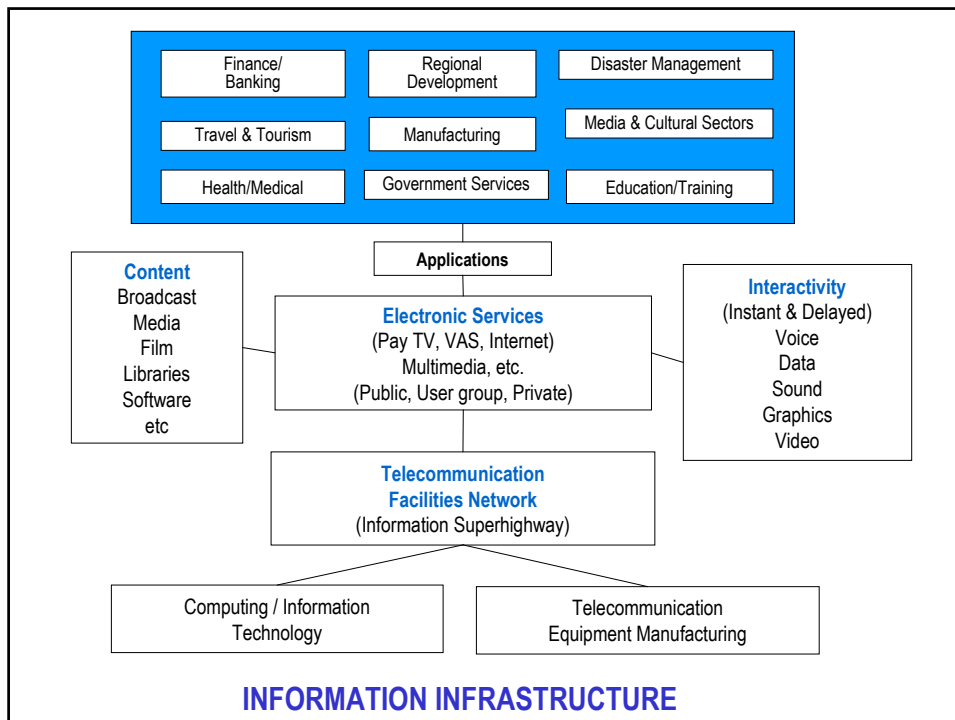 Finance/
Banking
Regional
Development
Disaster Management
Travel & Tourism
Manufacturing
Media & Cultural Sectors
Health/Medical
Government Services
Education/Training
Applications
Content
Broadcast
Media
Film
Libraries
Software
etc
Electronic Services
(Pay TV, VAS, Internet)
Multimedia, etc.
(Public, User group, Private)
Interactivity
(Instant & Delayed)
Voice
Data
Sound
Graphics
Video
Telecommunication
Facilities Network
(Information Superhighway)
Computing / Information
Technology
Telecommunication
Equipment Manufacturing
INFORMATION INFRASTRUCTURE